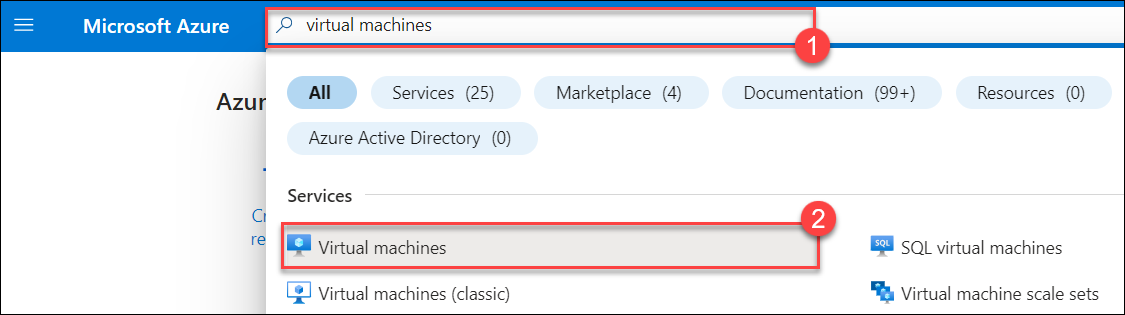 Microsoft Azure
virtual machines
1
All
Services (25)
Marketplace (4)
Documentation (99+)
Resources (0)
Azure Active Directory (0)
Azur
Services
Cr
re
2
Virtual machines
SQL SQL virtual machines
Virtual machines (classic)
Virtual machine scale sets